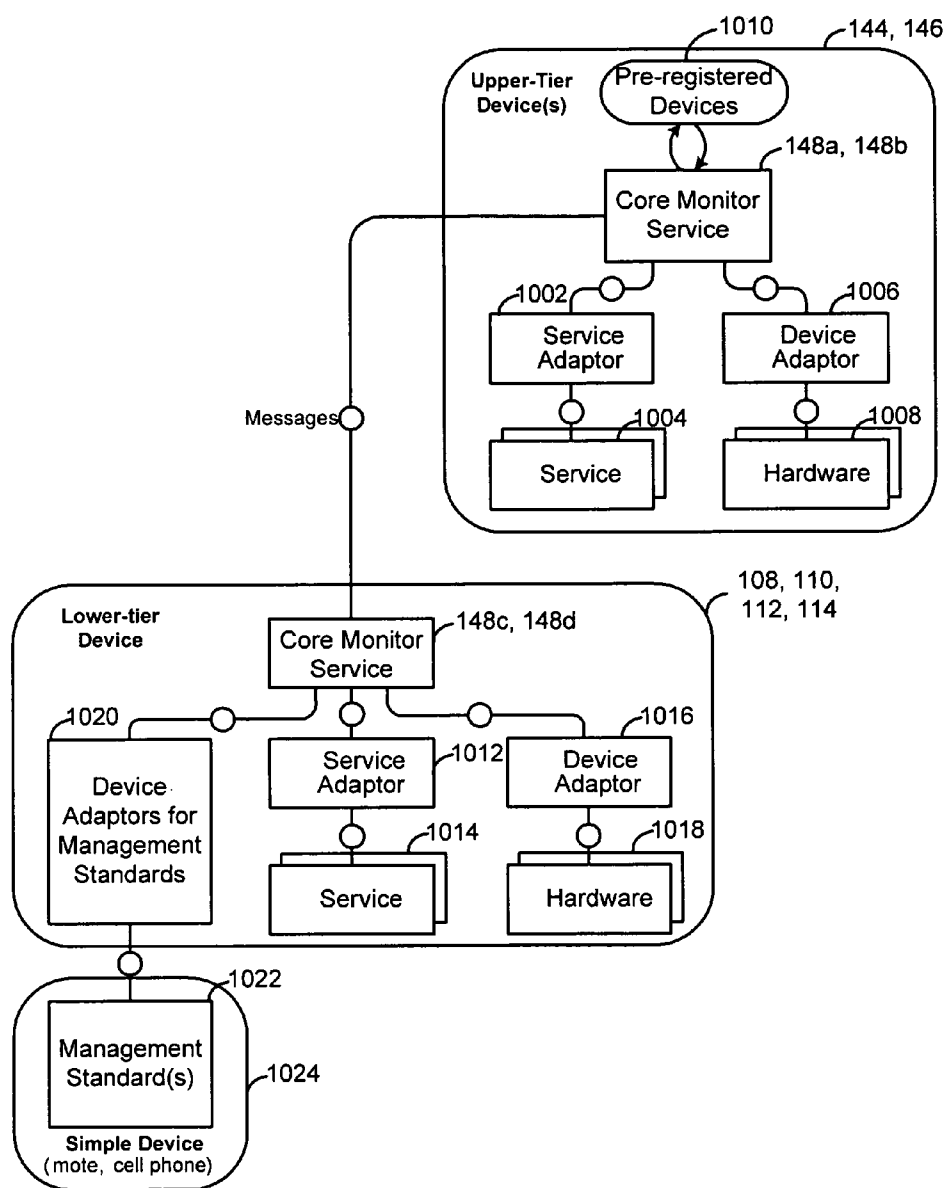 1010
144, 146
Upper-Tier
Device(s)
Pre-registered
Devices
148a, 148b
Core Monitor
Service
1002
1006
Service
Adaptor
Device
Adaptor
Messages
1004
1008
Service
Hardware
108, 110,
112, 114
Lower-tier
Device
148c, 148d
Core Monitor
Service
1020
1016
Device
Adaptors for
Management
Standards
Service
Adaptor
1012
Device
Adaptor
1014
1018
Service
Hardware
1022
Management
Standard(s)
1024
Simple Device
(mote, cell phone)